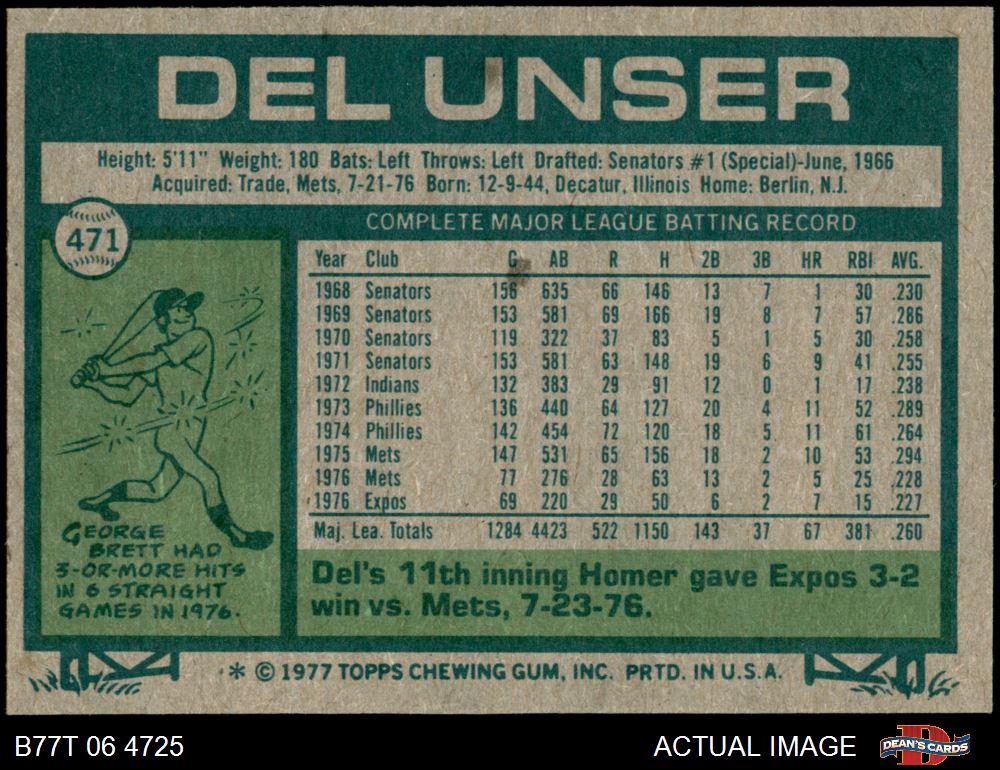 DEL UNSER
Height: 5'11" Weight: 180 Bats: Left Throws: Left Drafted: Senators #1 (Special)-June, 1966
Acquired: Trade, Mets, 7-21-76 Born: 12-9-44, Decatur, Illinois Home: Berlin, N.J.
471
COMPLETE MAJOR LEAGUE BATTING RECORD
Year Club G AB R H 2B 3B HR RBI AVG.
1968 Senators 156 635 66 146 13 7 1 30 .230
1969 Senators 153 581 69 166 19 8 7 57 .286
1970 Senators 119 322 37 83 5 1 5 30 .258
1971 Senators 153 581 63 148 19 6 9 41 .255
1972 Indians 132 383 29 91 12 0 1 17 .238
1973 Phillies 136 440 64 127 20 4 11 52 .289
1974 Phillies 142 454 72 120 18 5 11 61 .264
1975 Mets 147 531 65 156 18 2 10 53 .294
1976 Mets 77 276 28 63 13 2 5 25 .228
1976 Expos 69 220 29 50 6 2 7 15 .227
Maj. Lea. Totals 1284 4423 522 1150 143 37 67 381 .260
GEORGE
BRETT HAD
3-OR-MORE HITS
IN 6 STRAIGHT
GAMES IN 1976.
Del's 11th inning Homer gave Expos 3-2
win vs. Mets, 7-23-76.
* © 1977 TOPPS CHEWING GUM, INC. PRTD. IN U.S.A.
B77T 06 4725
ACTUAL IMAGE
D
DEAN'S CARDS